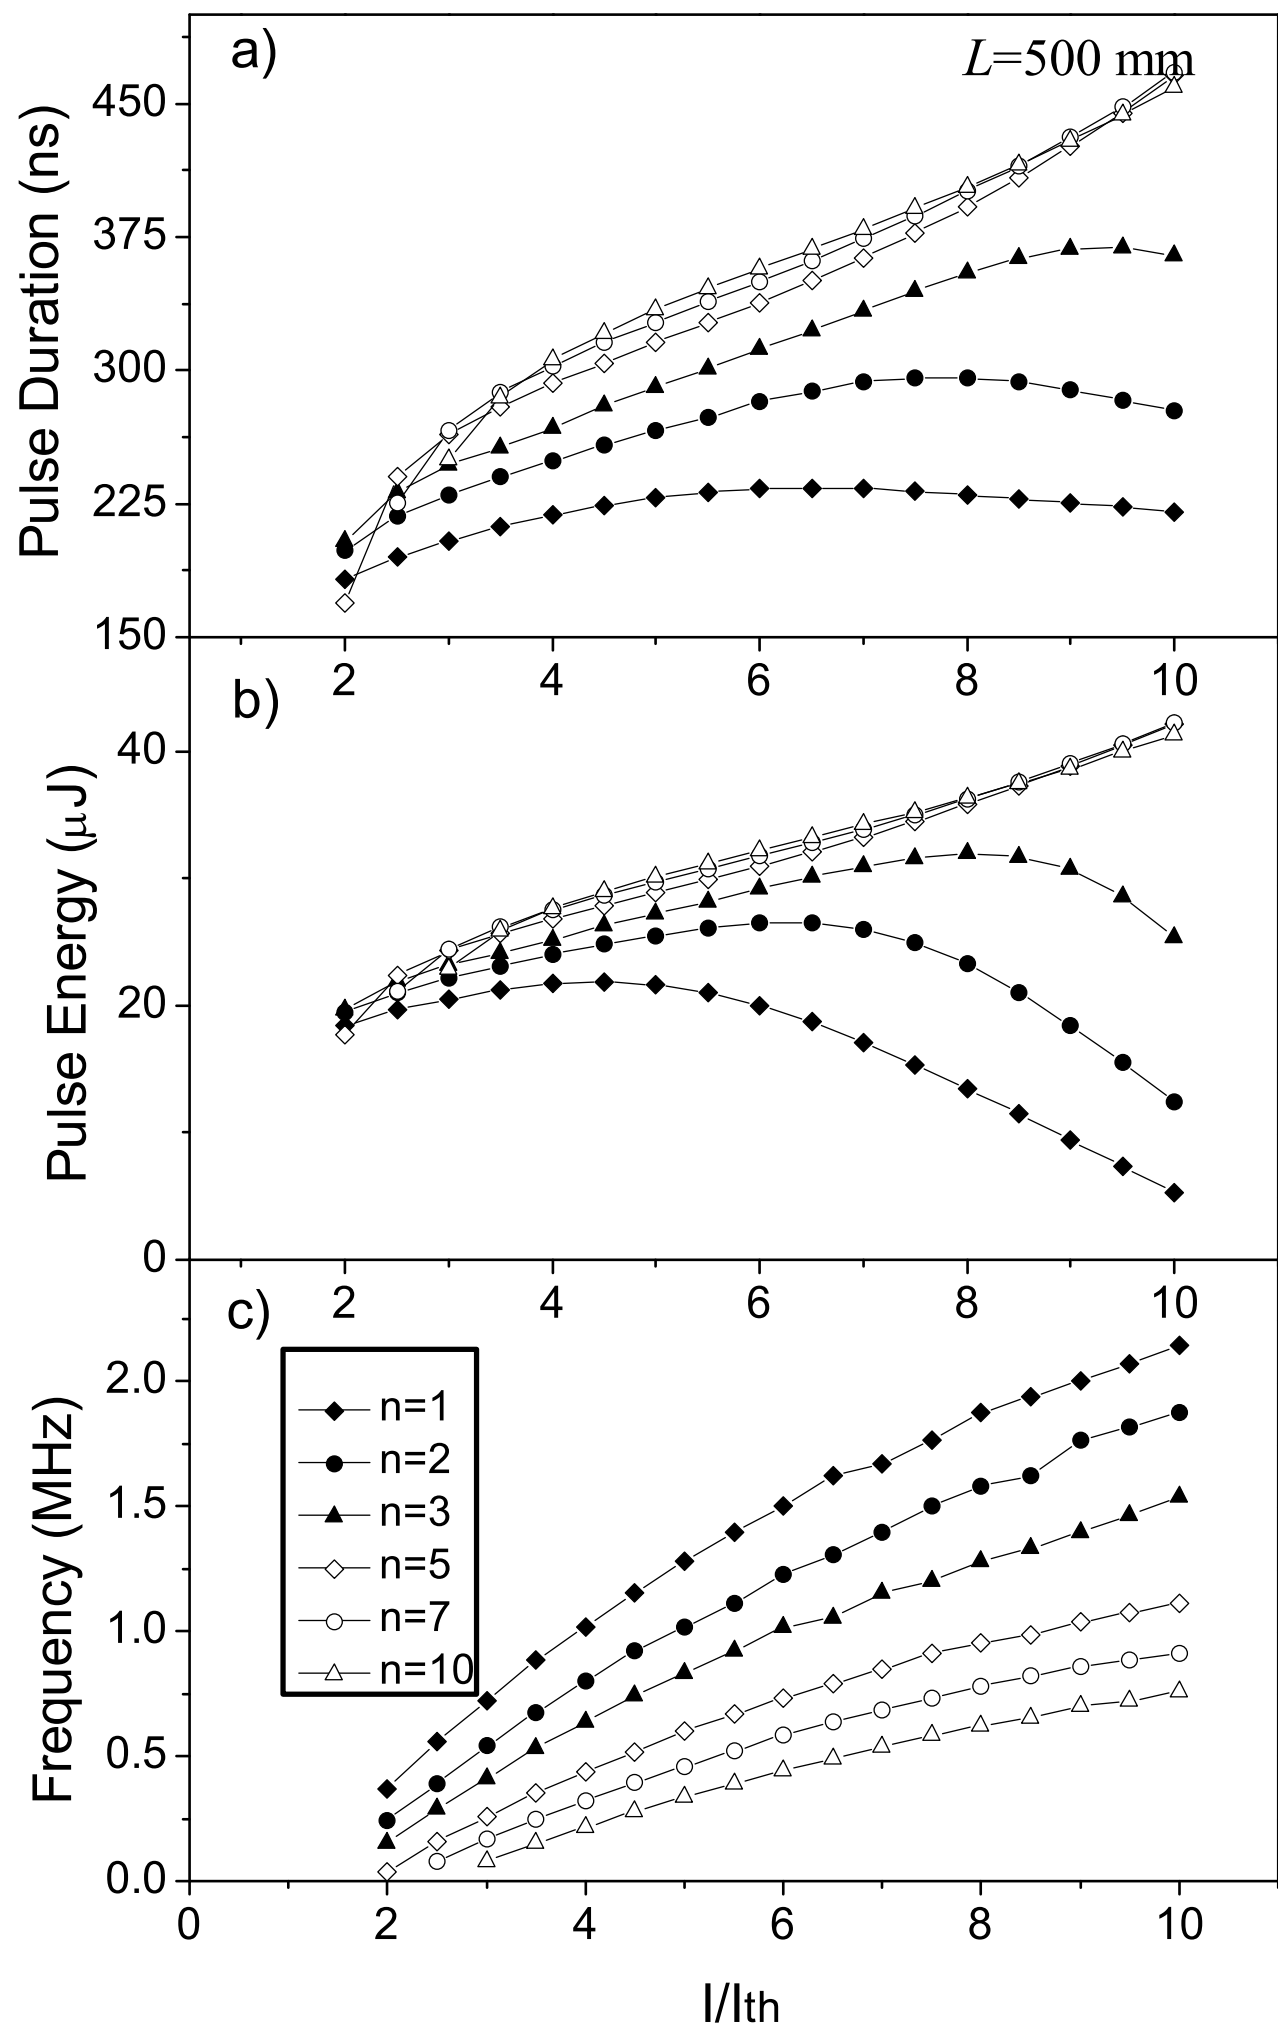 a)
L=500 mm
Pulse Duration (ns)
450
375
300
225
150
2 4 6 8 10
b)
Pulse Energy (μJ)
40
20
0
2 4 6 8 10
c)
Frequency (MHz)
2.0
1.5
1.0
0.5
0.0
n=1
n=2
n=3
n=5
n=7
n=10
0 2 4 6 8 10
I/Ith